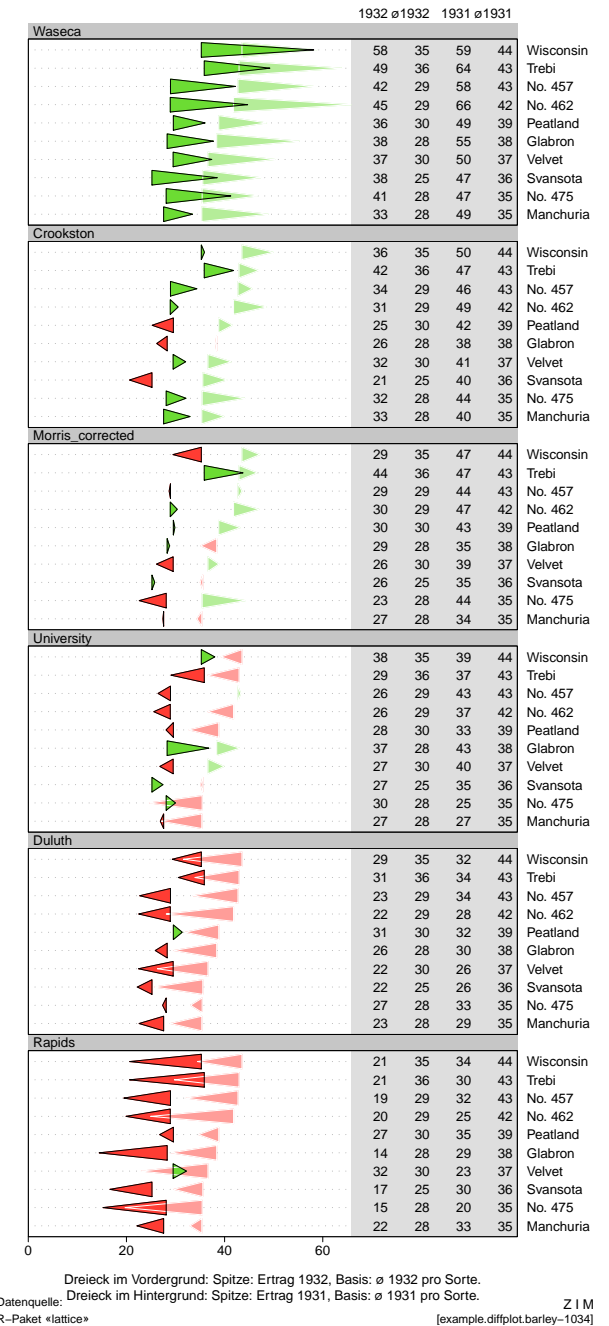 1932 ø1932 1931 ø1931
Waseca
58 35 59 44 Wisconsin
49 36 64 43 Trebi
42 29 58 43 No. 457
45 29 66 42 No. 462
36 30 49 39 Peatland
38 28 55 38 Glabron
37 30 50 37 Velvet
38 25 47 36 Svansota
41 28 47 35 No. 475
33 28 49 35 Manchuria
Crookston
36 35 50 44 Wisconsin
42 36 47 43 Trebi
34 29 46 43 No. 457
31 29 49 42 No. 462
25 30 42 39 Peatland
26 28 38 38 Glabron
32 30 41 37 Velvet
21 25 40 36 Svansota
32 28 44 35 No. 475
33 28 40 35 Manchuria
Morris_corrected
29 35 47 44 Wisconsin
44 36 47 43 Trebi
29 29 44 43 No. 457
30 29 47 42 No. 462
30 30 43 39 Peatland
29 28 35 38 Glabron
26 30 39 37 Velvet
26 25 35 36 Svansota
23 28 44 35 No. 475
27 28 34 35 Manchuria
University
38 35 39 44 Wisconsin
29 36 37 43 Trebi
26 29 43 43 No. 457
26 29 37 42 No. 462
28 30 33 39 Peatland
37 28 43 38 Glabron
27 30 40 37 Velvet
27 25 35 36 Svansota
30 28 25 35 No. 475
27 28 27 35 Manchuria
Duluth
29 35 32 44 Wisconsin
31 36 34 43 Trebi
23 29 34 43 No. 457
22 29 28 42 No. 462
31 30 32 39 Peatland
26 28 30 38 Glabron
22 30 26 37 Velvet
22 25 26 36 Svansota
27 28 33 35 No. 475
23 28 29 35 Manchuria
Rapids
21 35 34 44 Wisconsin
21 36 30 43 Trebi
19 29 32 43 No. 457
20 29 25 42 No. 462
27 30 35 39 Peatland
14 28 29 38 Glabron
32 30 23 37 Velvet
17 25 30 36 Svansota
15 28 20 35 No. 475
22 28 33 35 Manchuria
0 20 40 60
Dreieck im Vordergrund: Spitze: Ertrag 1932, Basis: ø 1932 pro Sorte.
Dreieck im Hintergrund: Spitze: Ertrag 1931, Basis: ø 1931 pro Sorte.
Datenquelle:
R−Paket «lattice»
Z I M
[example.diffplot.barley−1034]